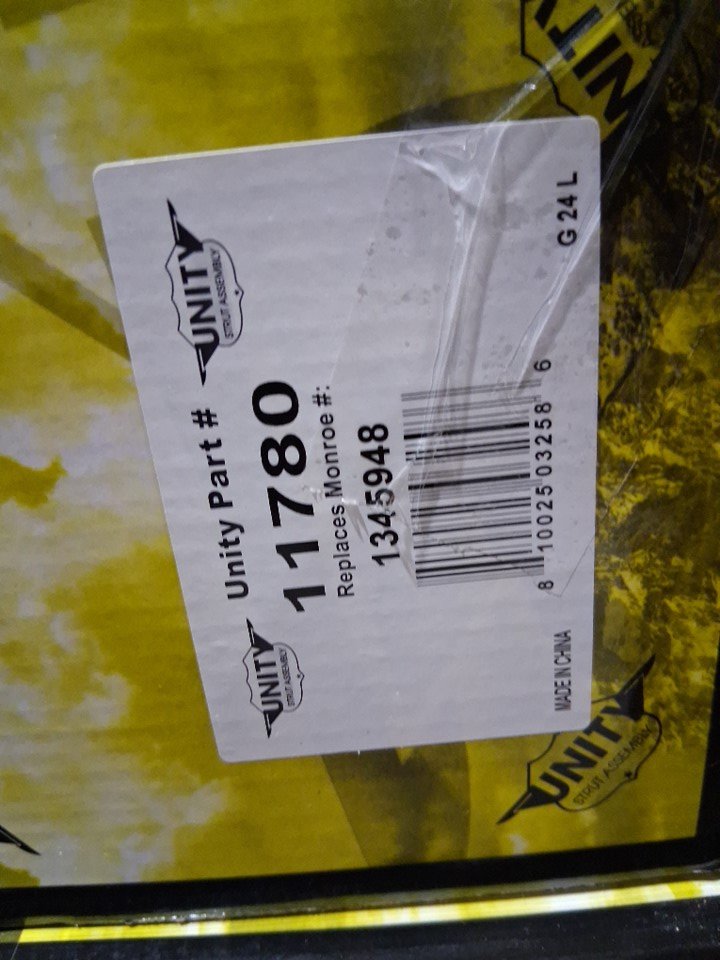 UNITY
STRUT ASSEMBLY
Unity Part #
UNITY
STRUT ASSEMBLY
11780
Replaces Monroe #:
1345948
8 10025 03258 6
MADE IN CHINA
G 24 L
UNITY
STRUT ASSEMBLY